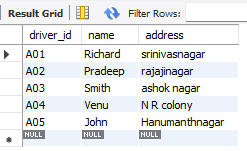 Result Grid Filter Rows:
driver_id name address
A01 Richard srinivasnagar
A02 Pradeep rajajinagar
A03 Smith ashok nagar
A04 Venu N R colony
A05 John Hanumanthnagar
NULL NULL NULL